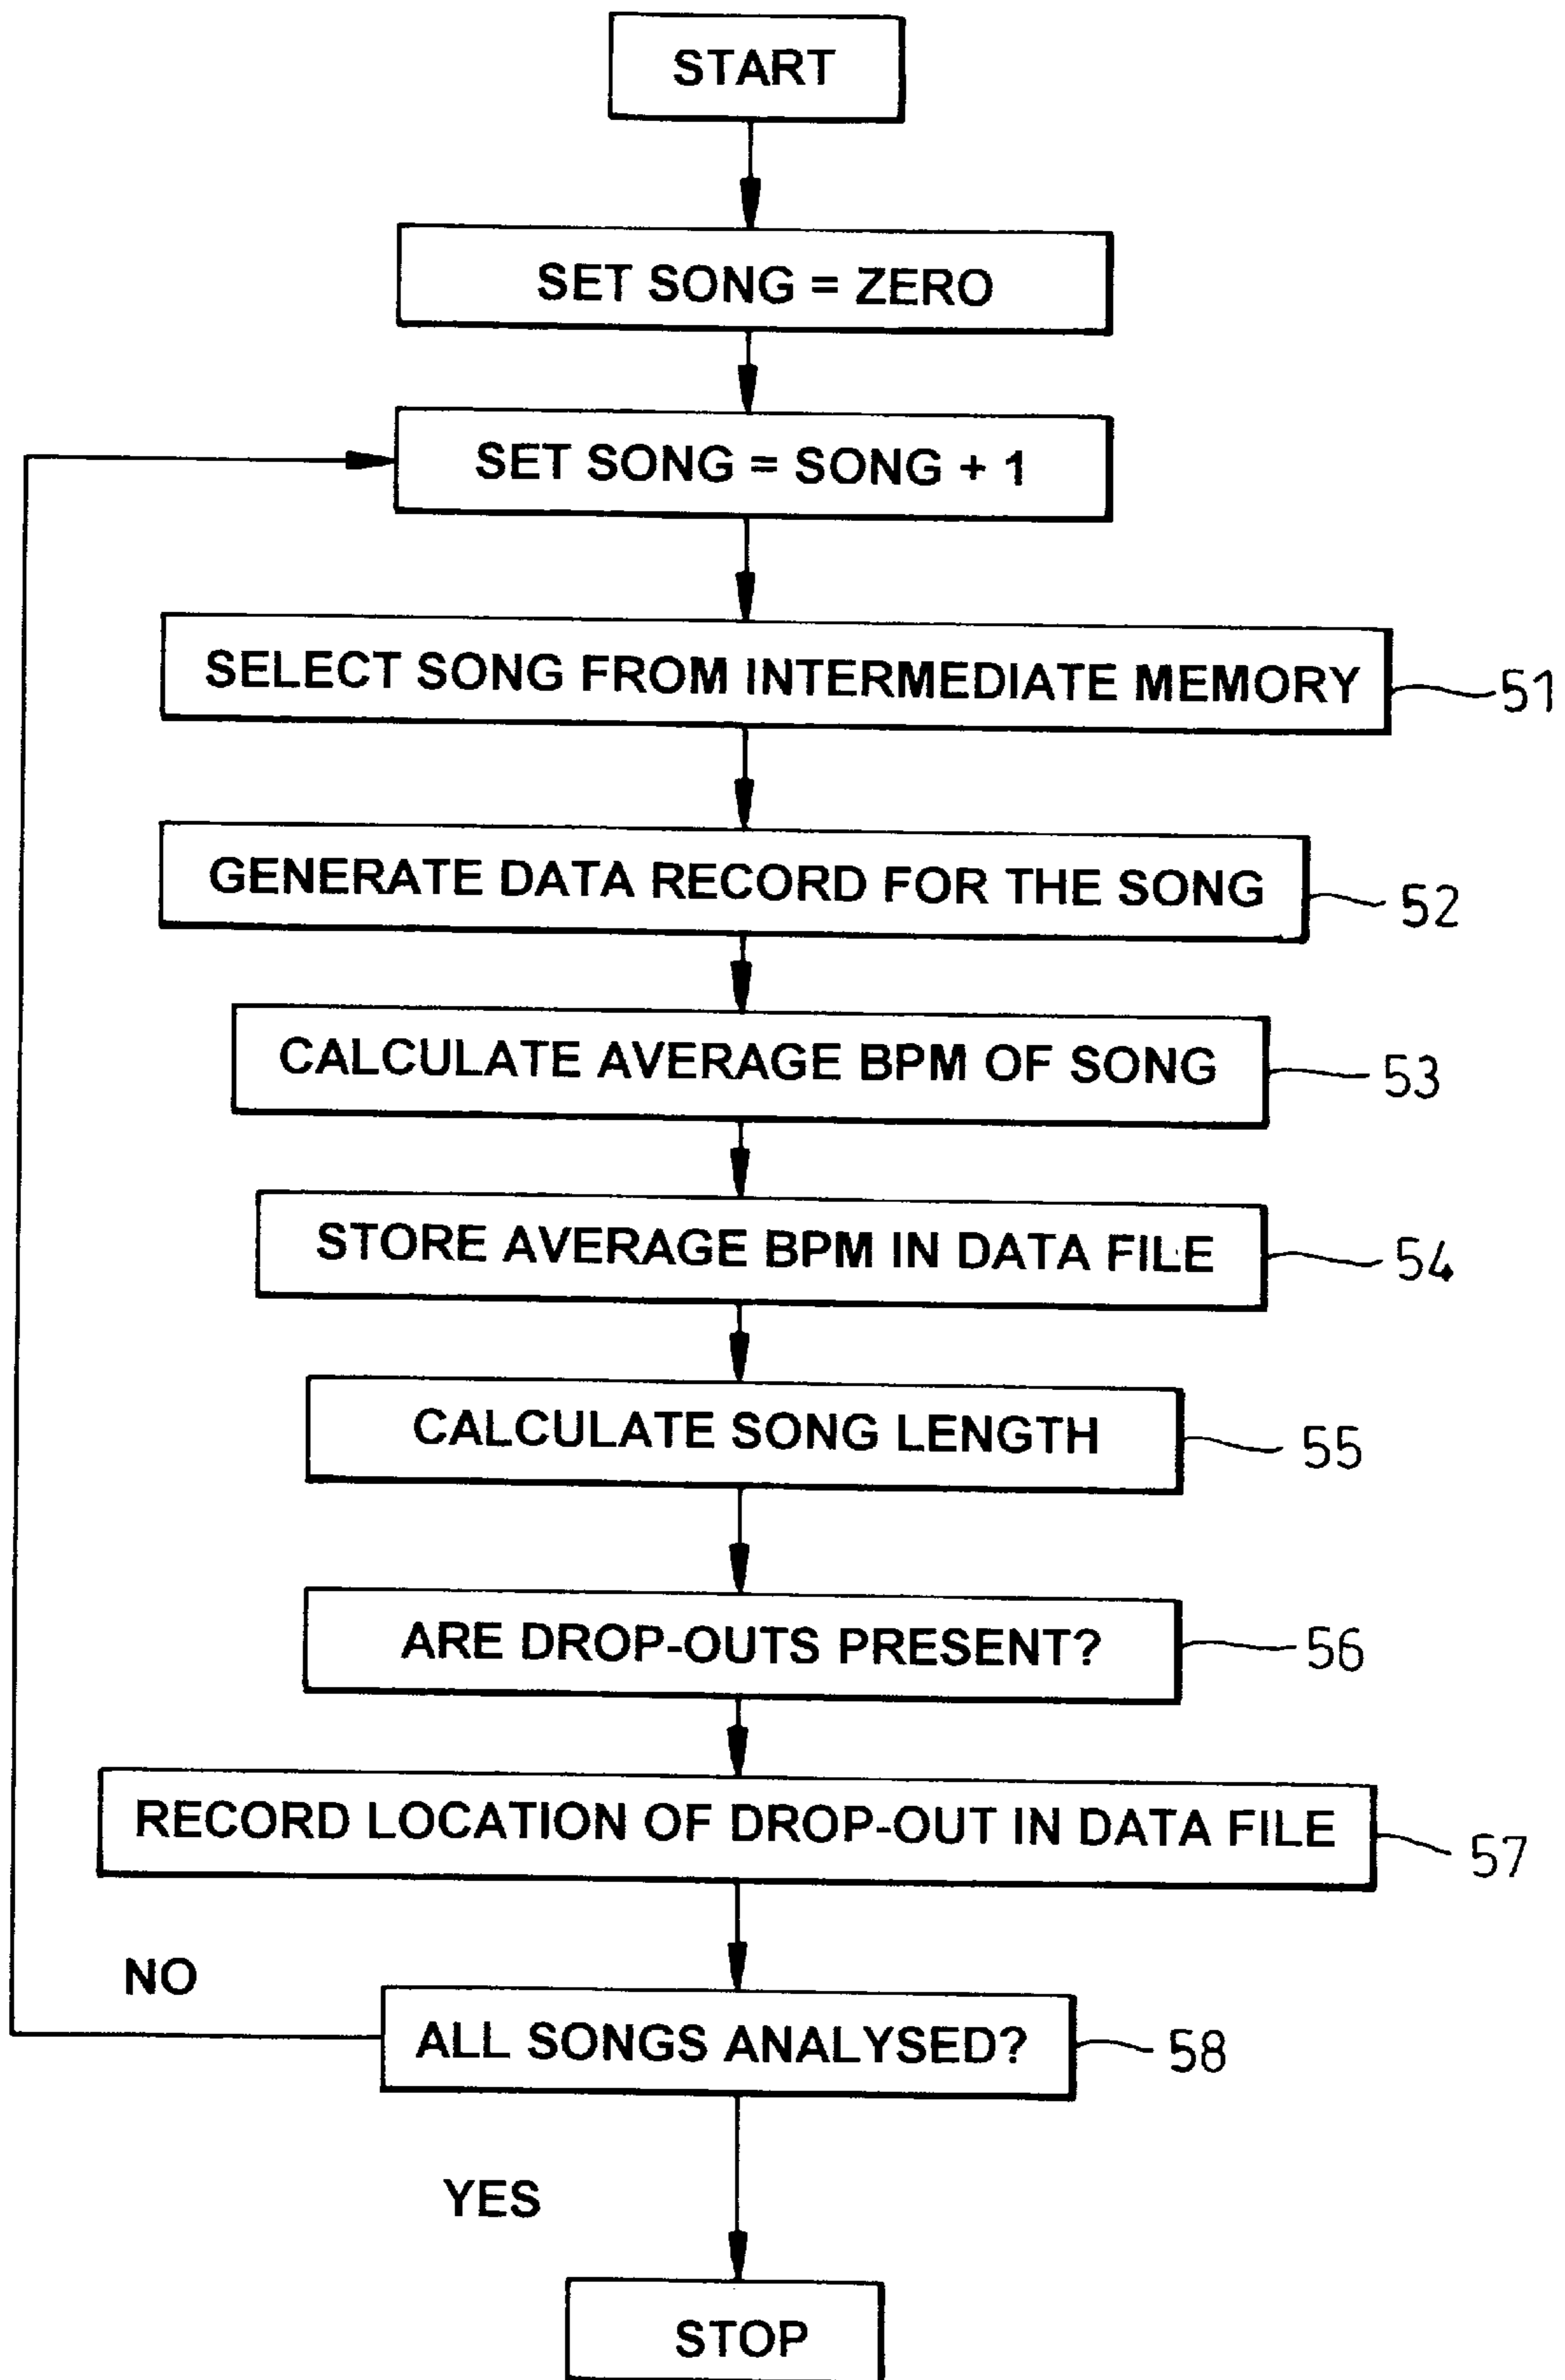 START
SET SONG = ZERO
SET SONG = SONG + 1
SELECT SONG FROM INTERMEDIATE MEMORY 51
GENERATE DATA RECORD FOR THE SONG 52
CALCULATE AVERAGE BPM OF SONG 53
STORE AVERAGE BPM IN DATA FILE 54
CALCULATE SONG LENGTH 55
ARE DROP-OUTS PRESENT? 56
RECORD LOCATION OF DROP-OUT IN DATA FILE 57
NO
ALL SONGS ANALYSED? 58
YES
STOP